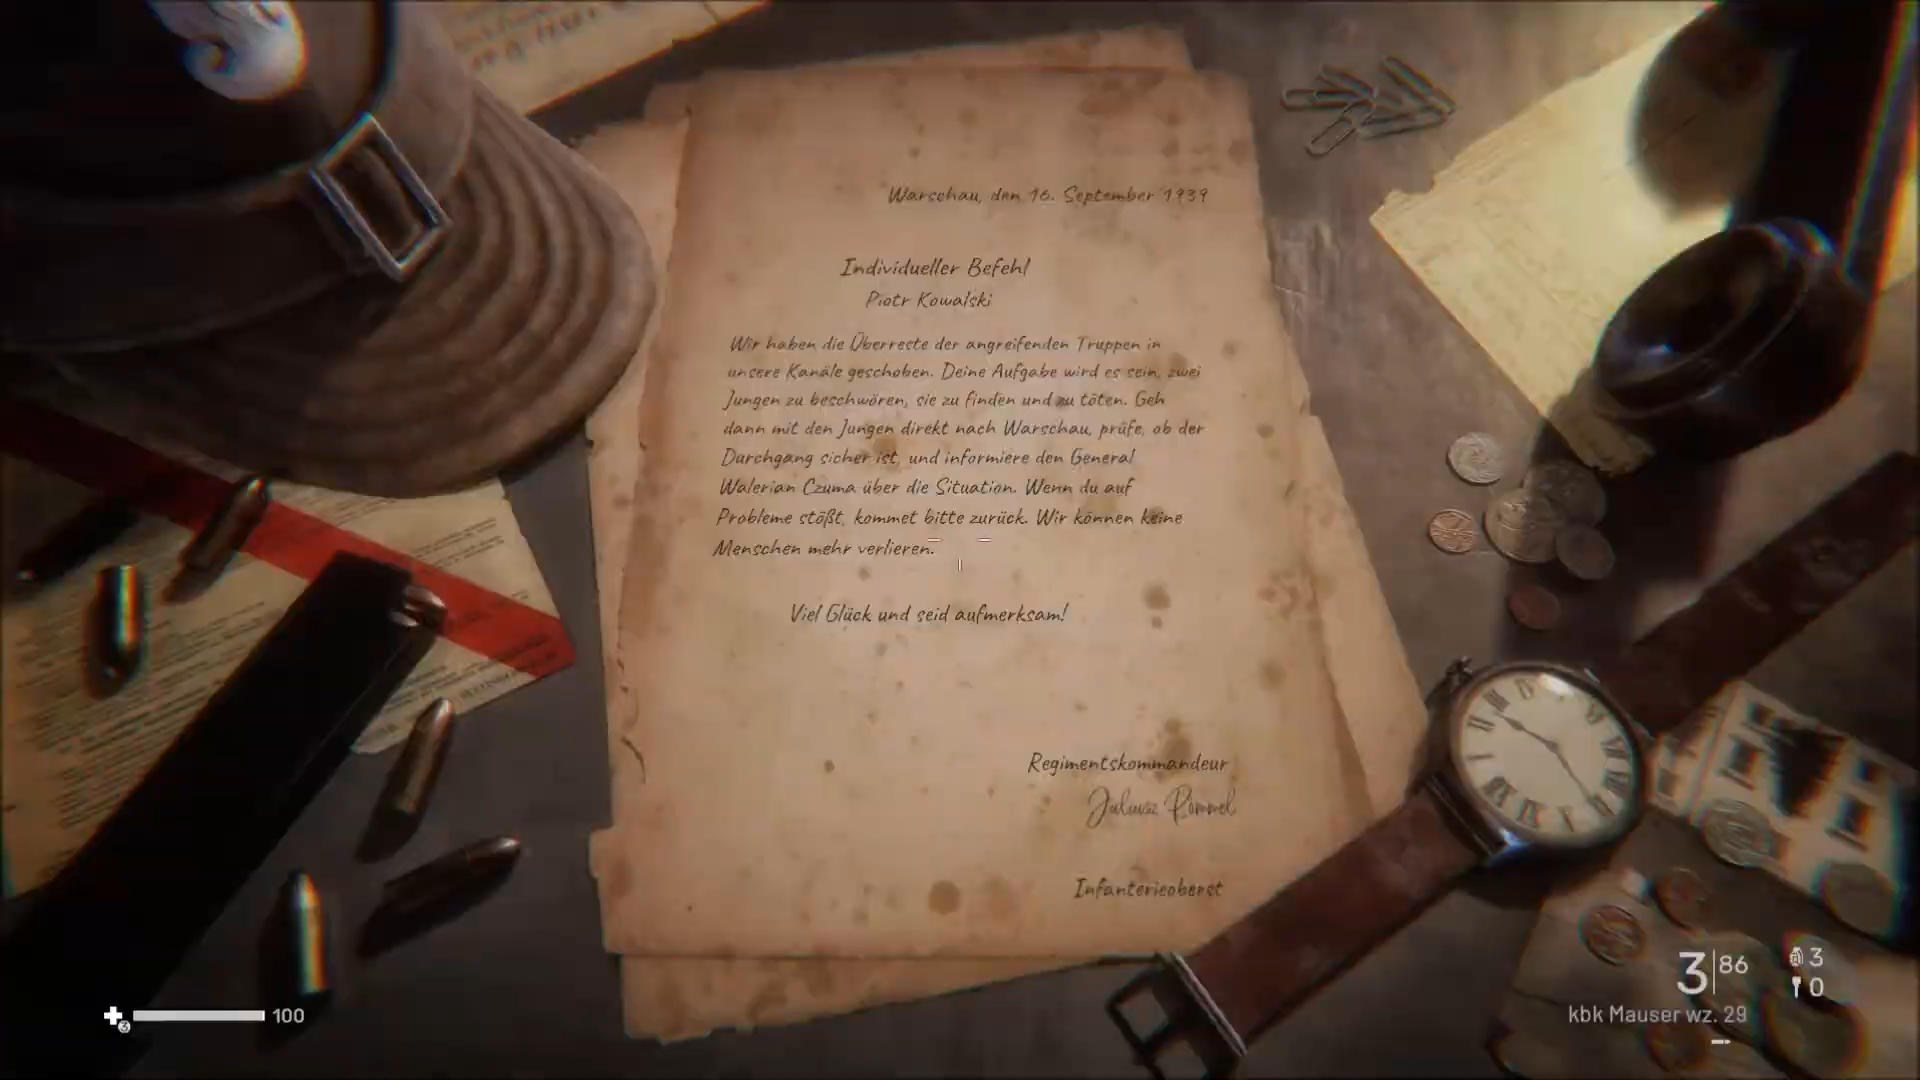 Warschau, den 16. September 1939
Individueller Befehl
Piotr Kowalski
Wir haben die Überreste der angreifenden Truppen in
unsere Kanäle geschoben. Deine Aufgabe wird es sein, zwei
Jungen zu beschwören, sie zu finden und zu töten. Geh
dann mit den Jungen direkt nach Warschau, prüfe, ob der
Durchgang sicher ist, und informiere den General
Walerian Czuma über die Situation. Wenn du auf
Probleme stößt, kommet bitte zurück. Wir können keine
Menschen mehr verlieren.
Viel Glück und seid aufmerksam!
Regimentskommandeur
Juliusz Rómmel
Infanterieoberst
100
3
3 | 86
3
0
kbk Mauser wz. 29